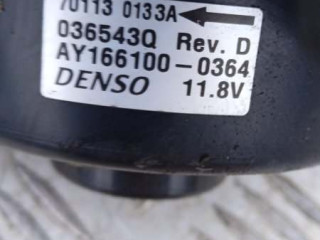 70113 0133A
036543Q Rev. D
AY166100-0364
DENSO 11.8V